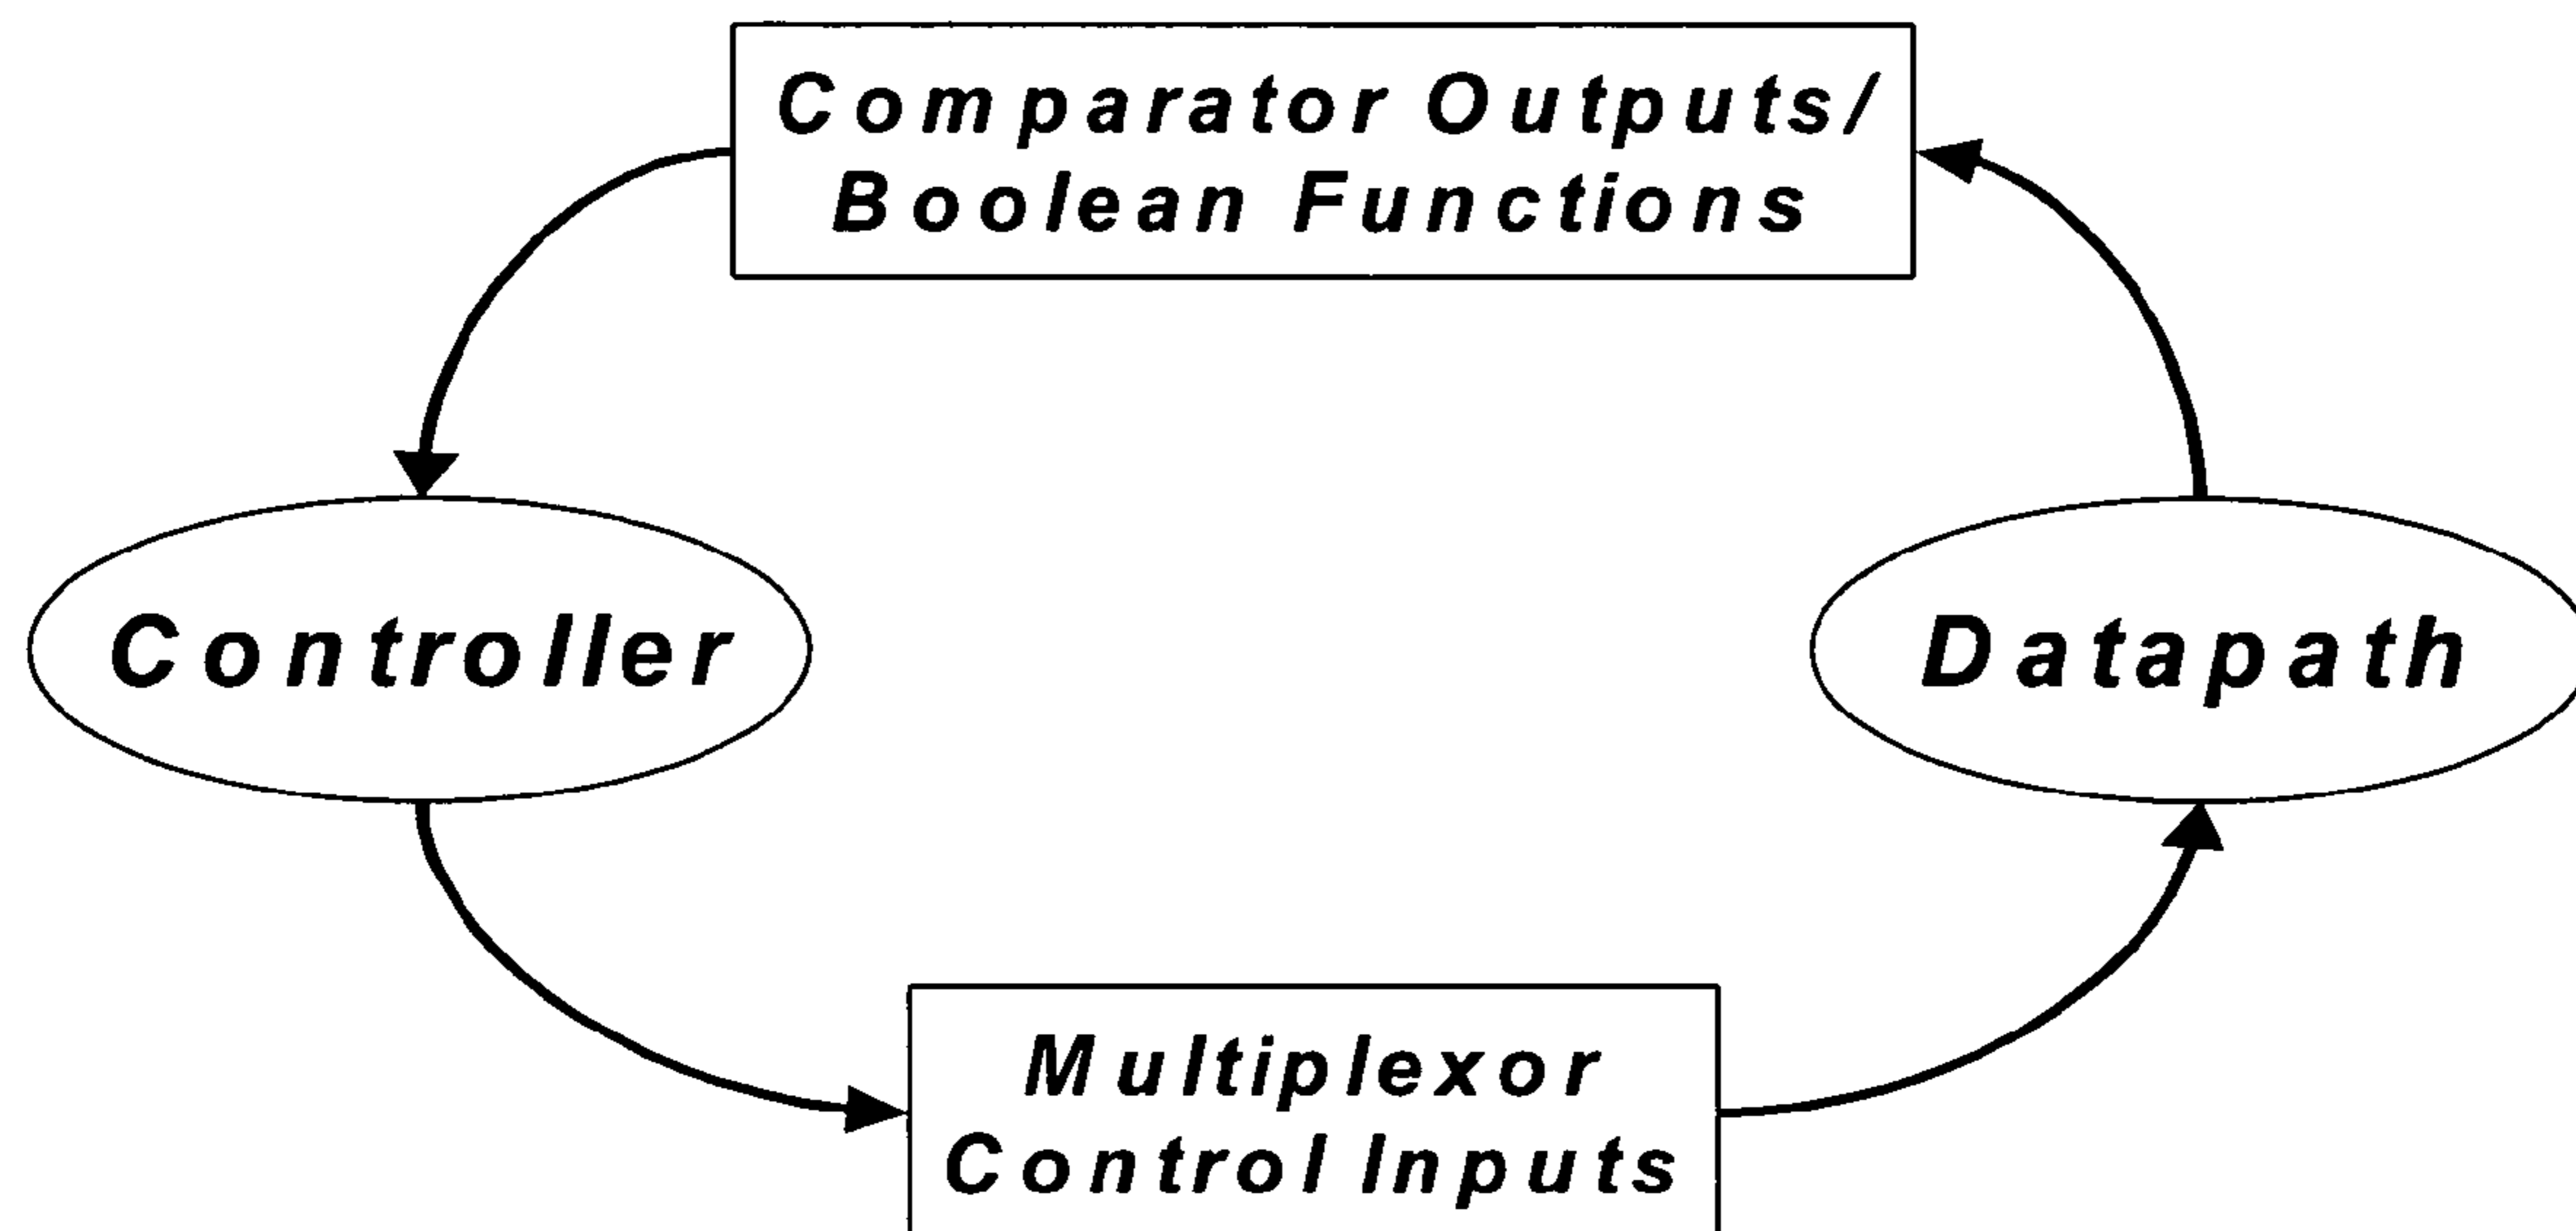 Comparator Outputs/
Boolean Functions
Controller
Datapath
Multiplexor
Control Inputs